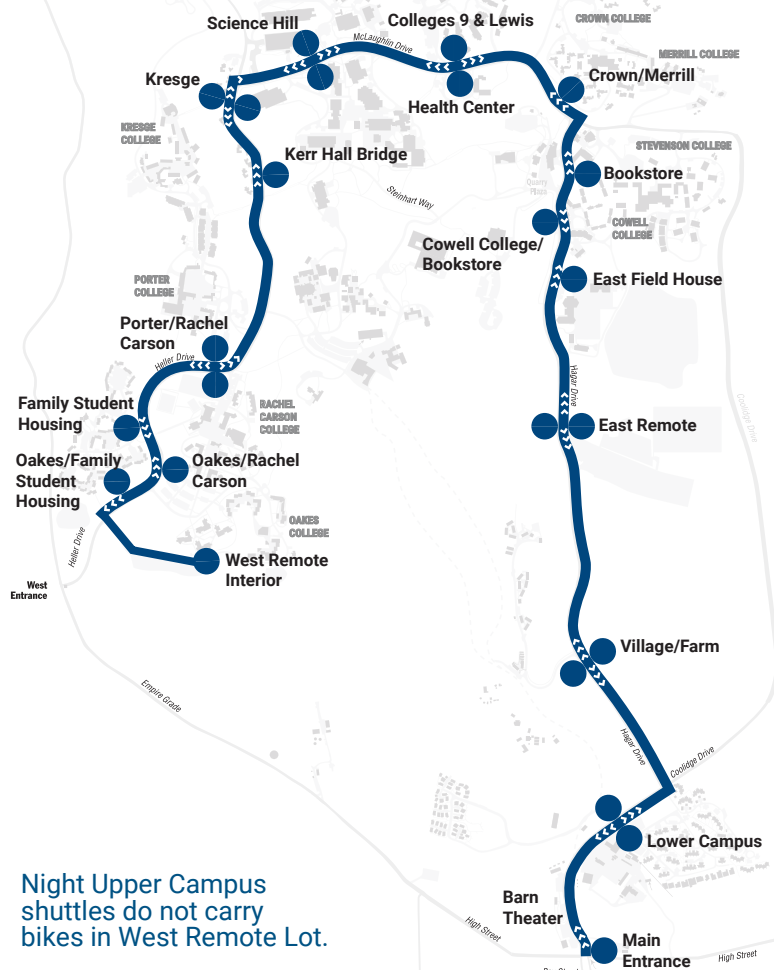 CROWN COLLEGE
Science Hill
Colleges 9 & Lewis
McLaughlin Drive
MERRILL COLLEGE
Kresge
Crown/Merrill
Health Center
KRESGE
COLLEGE
Kerr Hall Bridge
STEVENSON COLLEGE
Bookstore
Quarry
Plaza
Steinhart Way
COWELL
COLLEGE
Cowell College/
Bookstore
East Field House
PORTER
COLLEGE
Porter/Rachel
Carson
Heller Drive
Hagar Drive
Coolidge Drive
Family Student
Housing
RACHEL
CARSON
COLLEGE
East Remote
Oakes/Family
Student
Housing
Oakes/Rachel
Carson
OAKES
COLLEGE
Heller Drive
West Remote
Interior
West
Entrance
Village/Farm
Empire Grade
Hagar Drive
Coolidge Drive
Lower Campus
Night Upper Campus
shuttles do not carry
bikes in West Remote Lot.
Barn
Theater
High Street
Main
Entrance
High Street